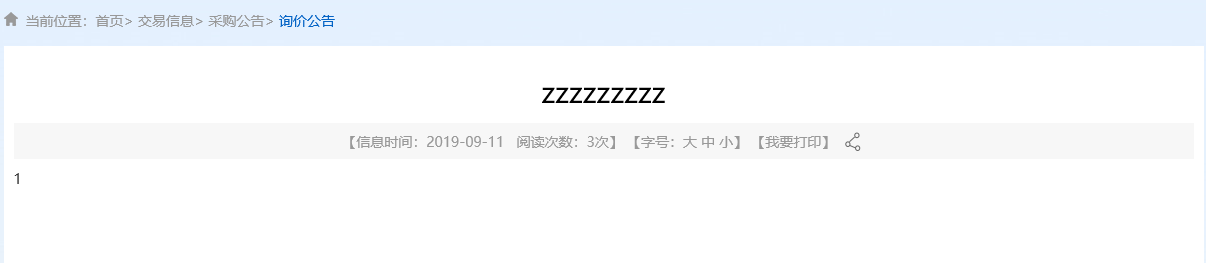 当前位置：首页> 交易信息> 采购公告> 询价公告
zzzzzzzzz
【信息时间：2019-09-11 阅读次数：3次】 【字号：大 中 小】 【我要打印】
1